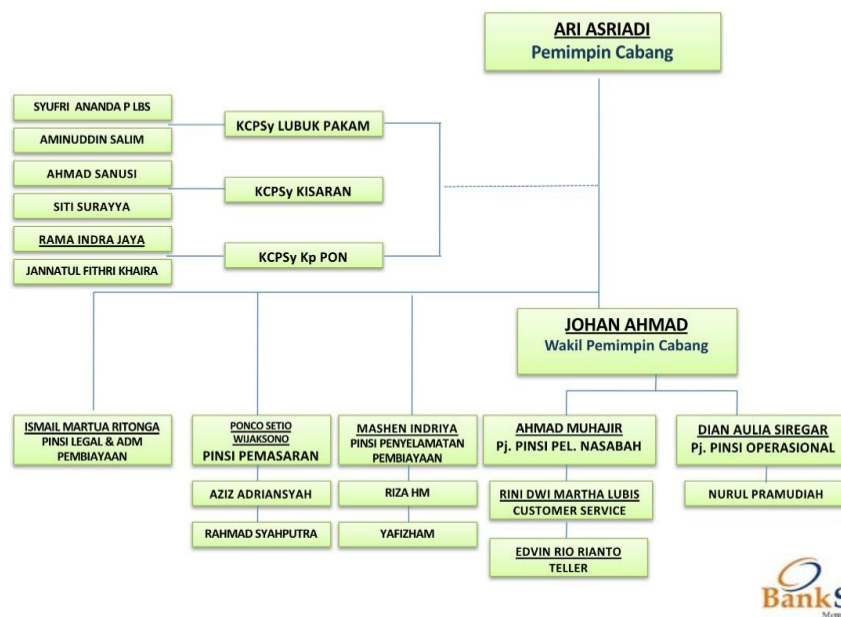 ARI ASRIADI
Pemimpin Cabang
SYUFRI ANANDA P LBS
AMINUDDIN SALIM
KCPSy LUBUK PAKAM
AHMAD SANUSI
SITI SURAYYA
KCPSy KISARAN
RAMA INDRA JAYA
JANNATUL FITHRI KHAIRA
KCPSy Kp PON
JOHAN AHMAD
Wakil Pemimpin Cabang
ISMAIL MARTUA RITONGA
PINSI LEGAL & ADM
PEMBIAYAAN
PONCO SETIO
WIJAKSONO
PINSI PEMASARAN
AZIZ ADRIANSYAH
RAHMAD SYAHPUTRA
MASHEN INDRIYA
PINSI PENYELAMATAN
PEMBIAYAAN
RIZA HM
YAFIZHAM
AHMAD MUHAJIR
Pj. PINSI PEL. NASABAH
RINI DWI MARTHA LUBIS
CUSTOMER SERVICE
EDVIN RIO RIANTO
TELLER
DIAN AULIA SIREGAR
Pj. PINSI OPERASIONAL
NURUL PRAMUDIAH
BankS